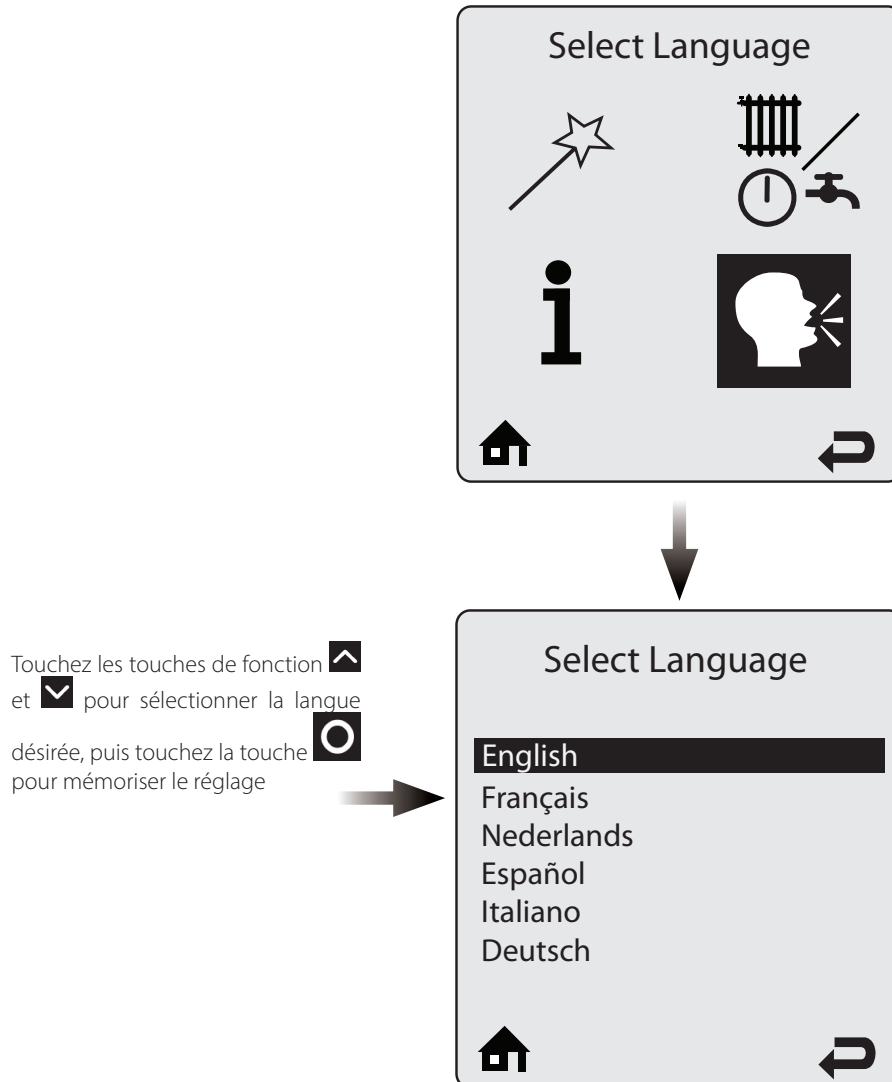 Select Language
Select Language
Touchez les touches de fonction
et pour sélectionner la langue
désirée, puis touchez la touche
pour mémoriser le réglage
English
Français
Nederlands
Español
Italiano
Deutsch